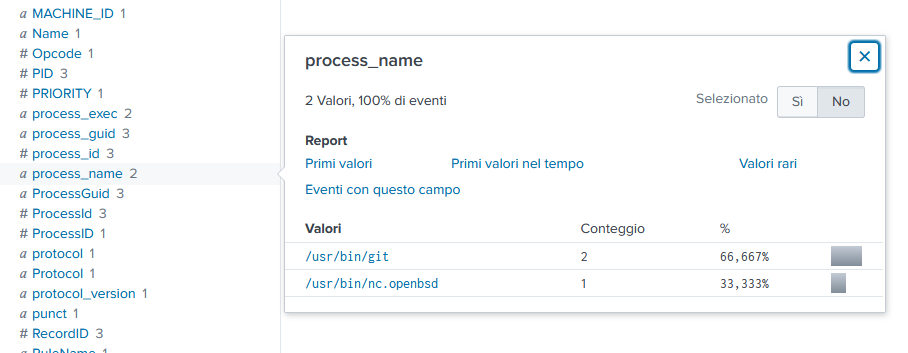 a MACHINE_ID 1
a Name 1
# Opcode 1
# PID 3
# PRIORITY 1
a process_exec 2
a process_guid 3
# process_id 3
a process_name 2
a ProcessGuid 3
# ProcessId 3
# ProcessID 1
a protocol 1
a Protocol 1
a protocol_version 1
a punct 1
# RecordID 3
a RuleName 1
process_name
2 Valori, 100% di eventi
Selezionato Sì No
Report
Primi valori Primi valori nel tempo Valori rari
Eventi con questo campo
Valori Conteggio %
/usr/bin/git 2 66,667%
/usr/bin/nc.openbsd 1 33,333%